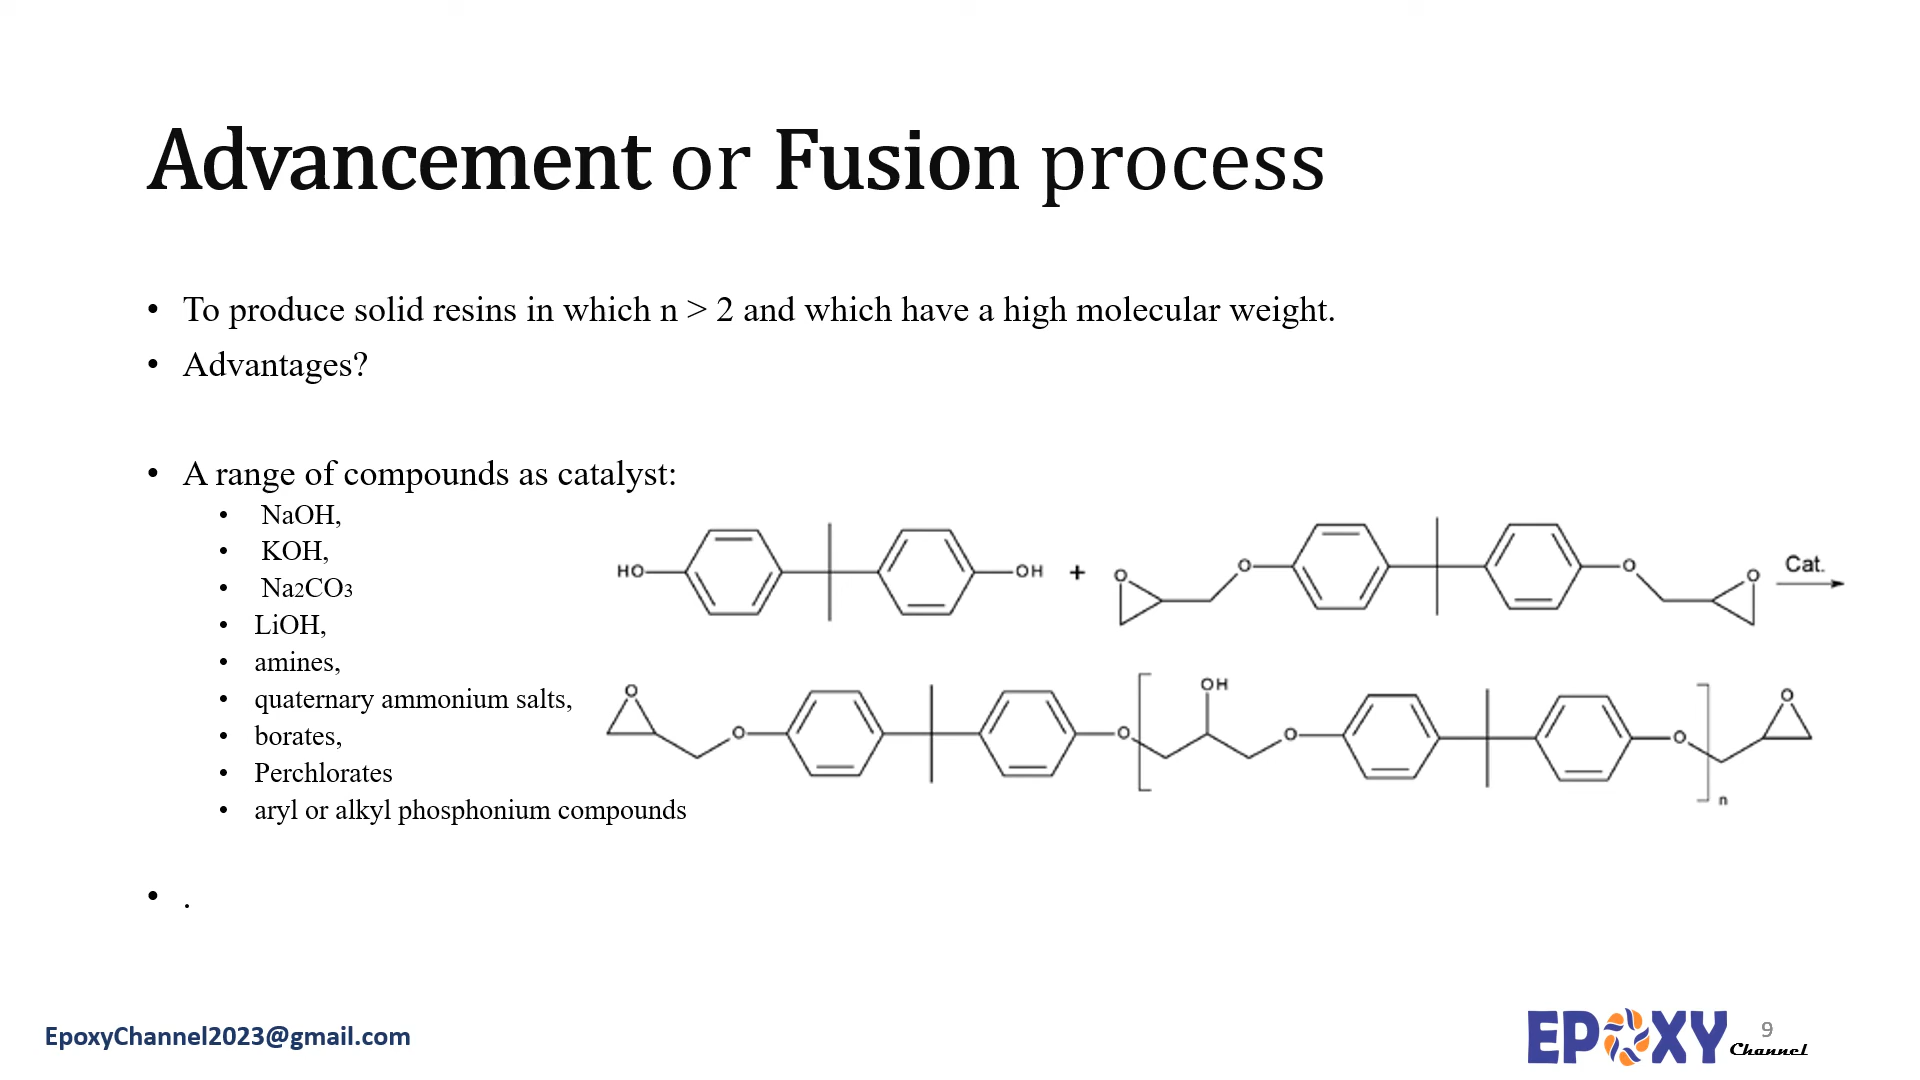 Advancement or Fusion process
• To produce solid resins in which n > 2 and which have a high molecular weight.
• Advantages?
• A range of compounds as catalyst:
• NaOH,
• KOH,
• Na2CO3
• LiOH,
• amines,
• quaternary ammonium salts,
• borates,
• Perchlorates
• aryl or alkyl phosphonium compounds
HO OH + O O O O Cat.
O O O OH O O O
n
• .
EpoxyChannel2023@gmail.com
EPOXY Channel
9